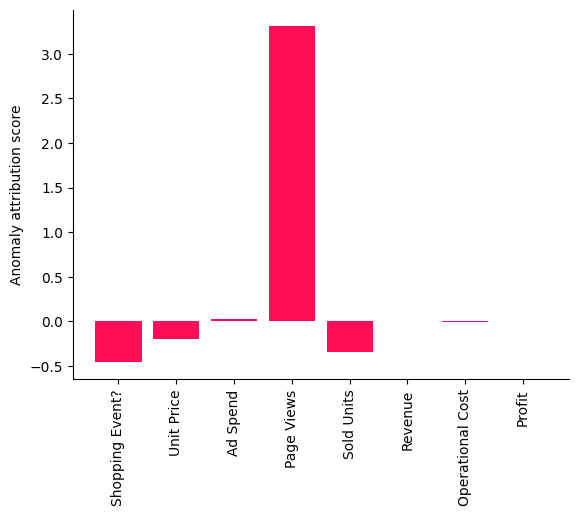 Anomaly attribution score
3.0
2.5
2.0
1.5
1.0
0.5
0.0
−0.5
Shopping Event?
Unit Price
Ad Spend
Page Views
Sold Units
Revenue
Operational Cost
Profit